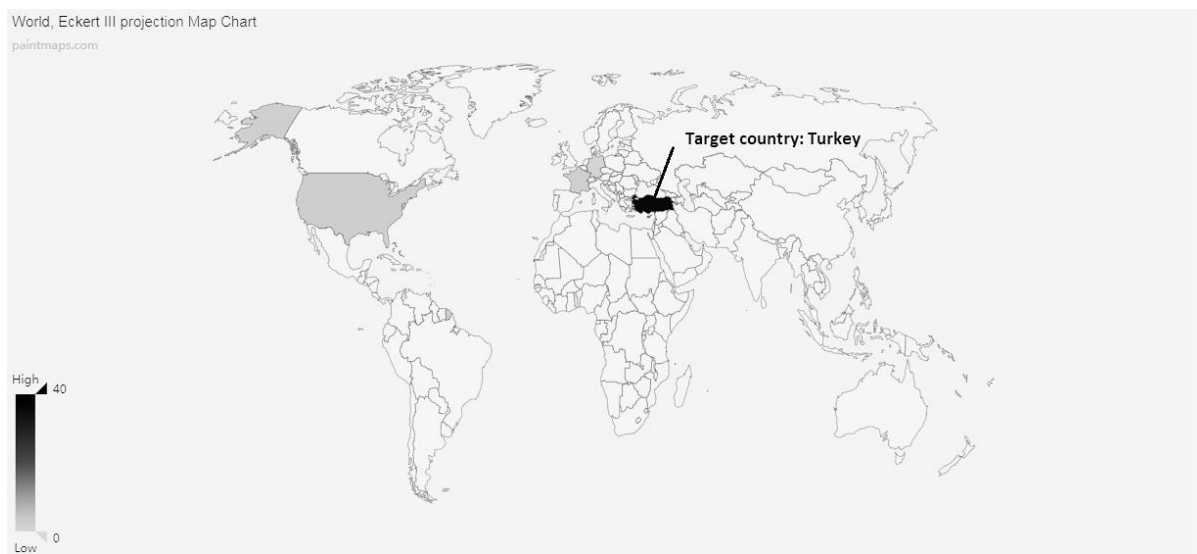 World, Eckert III projection Map Chart
paintmaps.com
Target country: Turkey
High
40
0
Low